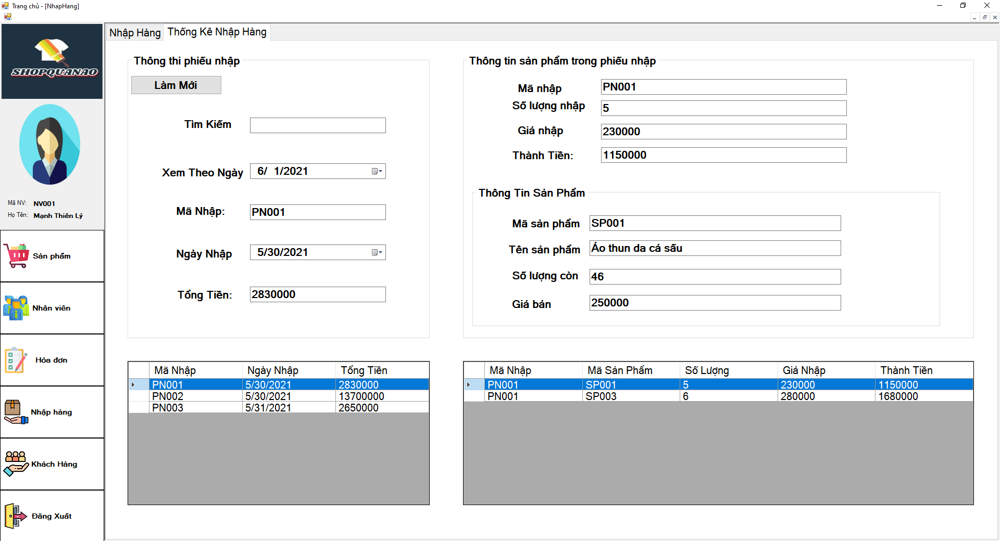 Trang chủ - [NhapHang]
SHOPQUANAO
Mã NV: NV001
Họ Tên: Mạnh Thiên Lý
Sản phẩm
Nhân viên
Hóa đơn
Nhập hàng
Khách Hàng
Đăng Xuất
Nhập Hàng Thống Kê Nhập Hàng
Thông thi phiếu nhập
Làm Mới
Tìm Kiếm
Xem Theo Ngày 6/ 1/2021
Mã Nhập: PN001
Ngày Nhập 5/30/2021
Tổng Tiền: 2830000
Thông tin sản phẩm trong phiếu nhập
Mã nhập PN001
Số lượng nhập 5
Giá nhập 230000
Thành Tiền: 1150000
Thông Tin Sản Phẩm
Mã sản phẩm SP001
Tên sản phẩm Áo thun da cá sấu
Số lượng còn 46
Giá bán 250000
Mã Nhập Ngày Nhập Tổng Tiền
PN001 5/30/2021 2830000
PN002 5/30/2021 13700000
PN003 5/31/2021 2650000
Mã Nhập Mã Sản Phẩm Số Lượng Giá Nhập Thành Tiền
PN001 SP001 5 230000 1150000
PN001 SP003 6 280000 1680000